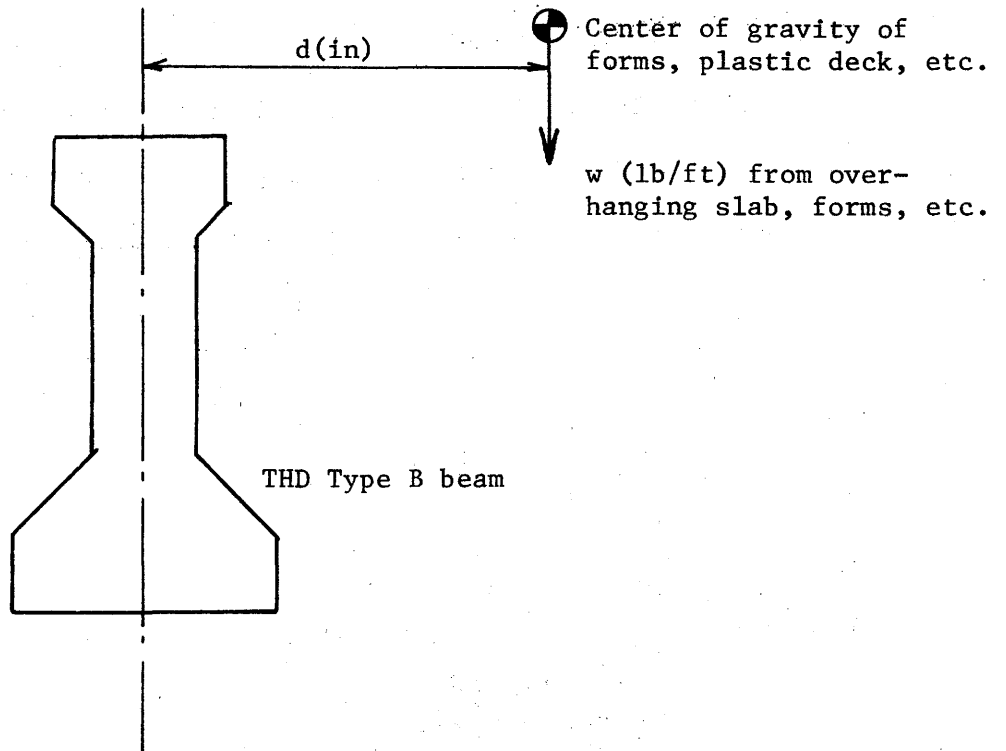 d(in)
Center of gravity of
forms, plastic deck, etc.
w (lb/ft) from over-
hanging slab, forms, etc.
THD Type B beam